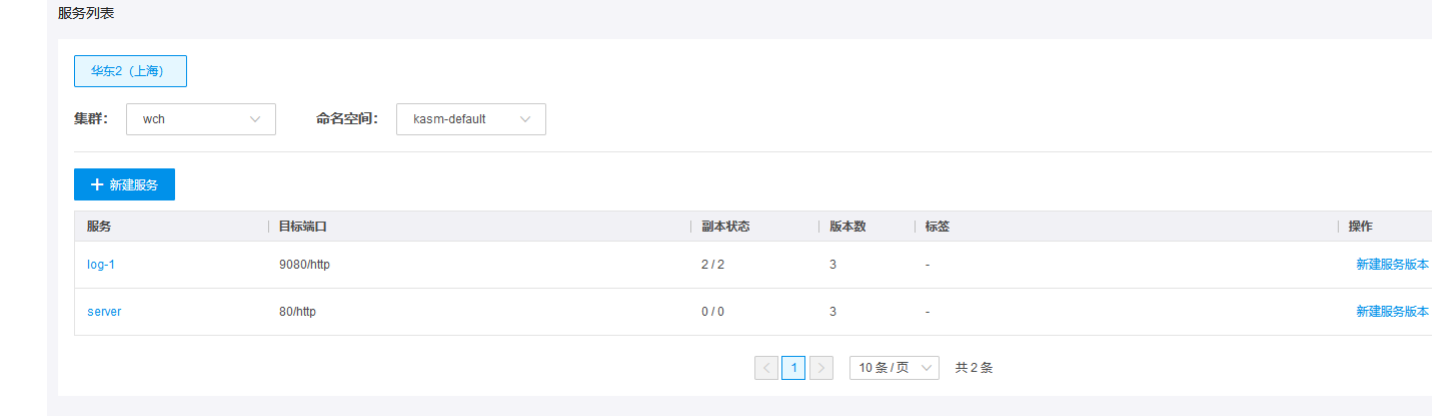 服务列表
华东2（上海）
集群： wch 命名空间： kasm-default
+ 新建服务
服务 目标端口 副本状态 版本数 标签 操作
log-1 9080/http 2 / 2 3 - 新建服务版本
server 80/http 0 / 0 3 - 新建服务版本
< 1 > 10 条 / 页 共 2 条